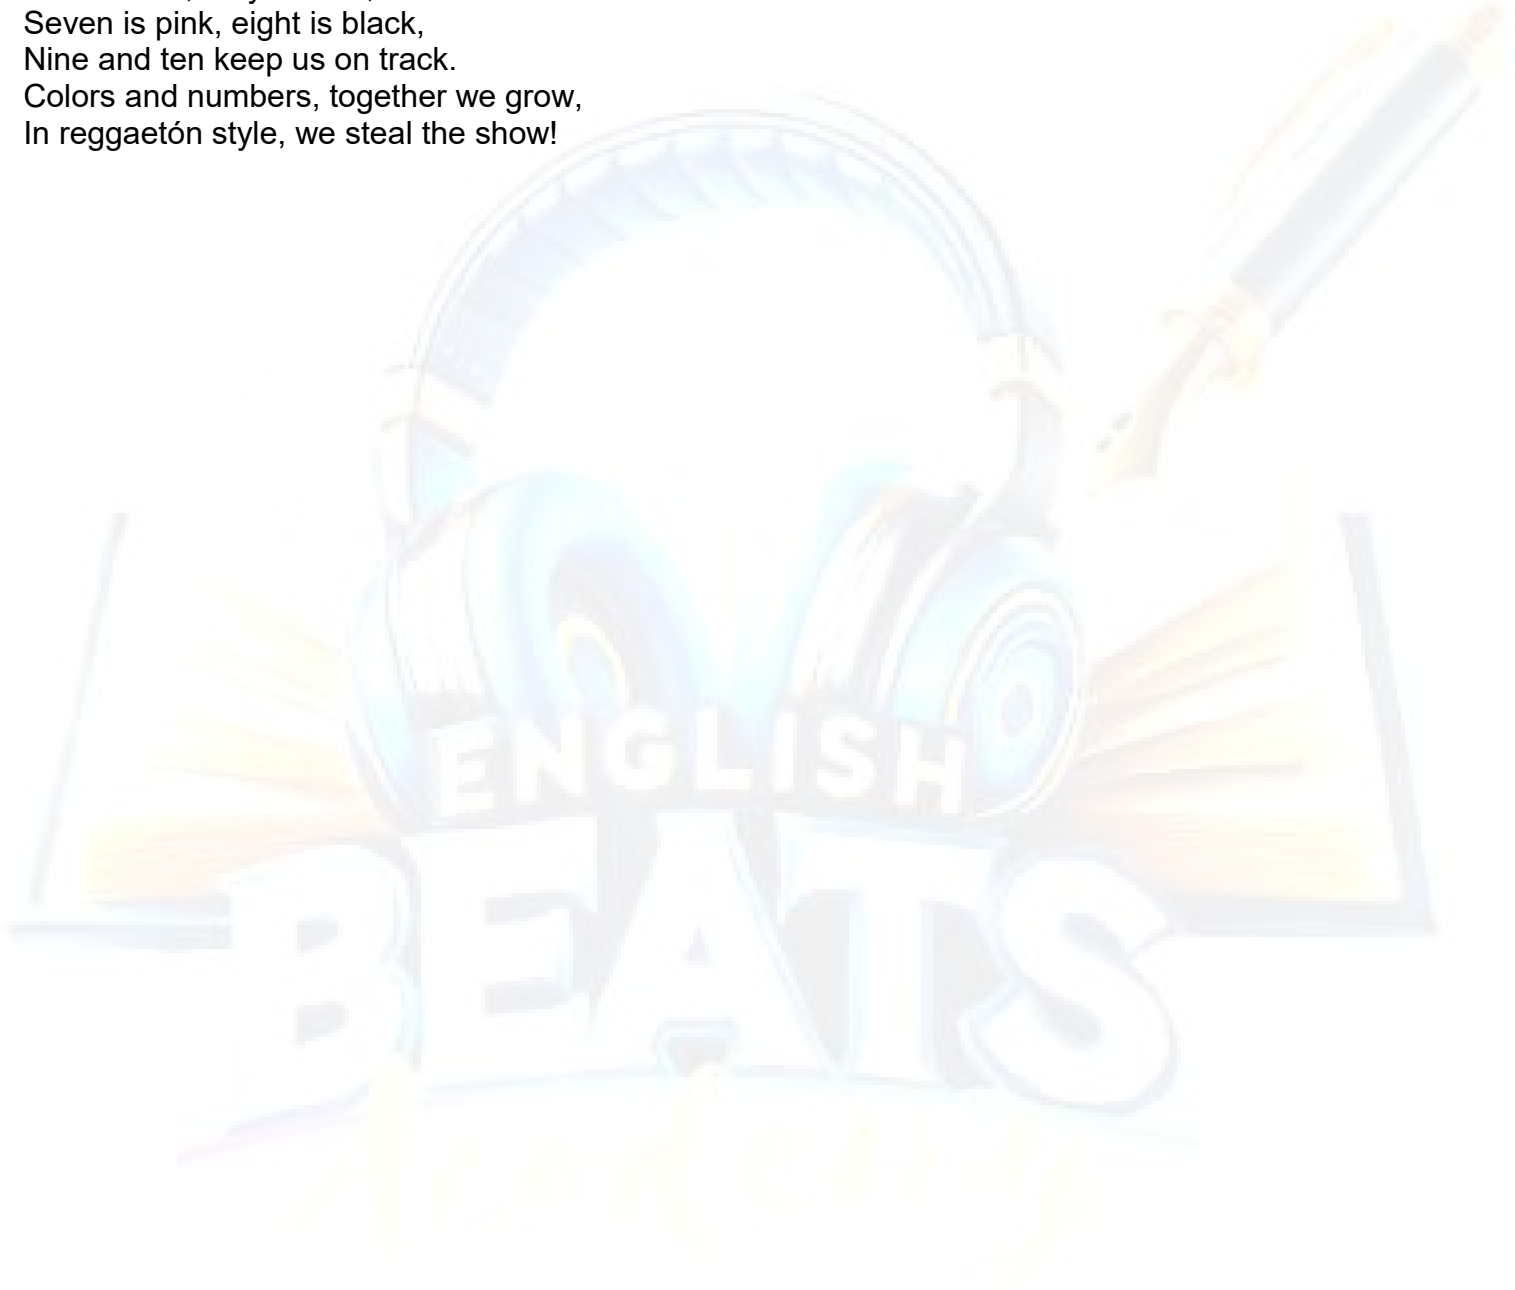 Seven is pink, eight is black,
Nine and ten keep us on track.
Colors and numbers, together we grow,
In reggaetón style, we steal the show!
ENGLISH
BEATS
Academy